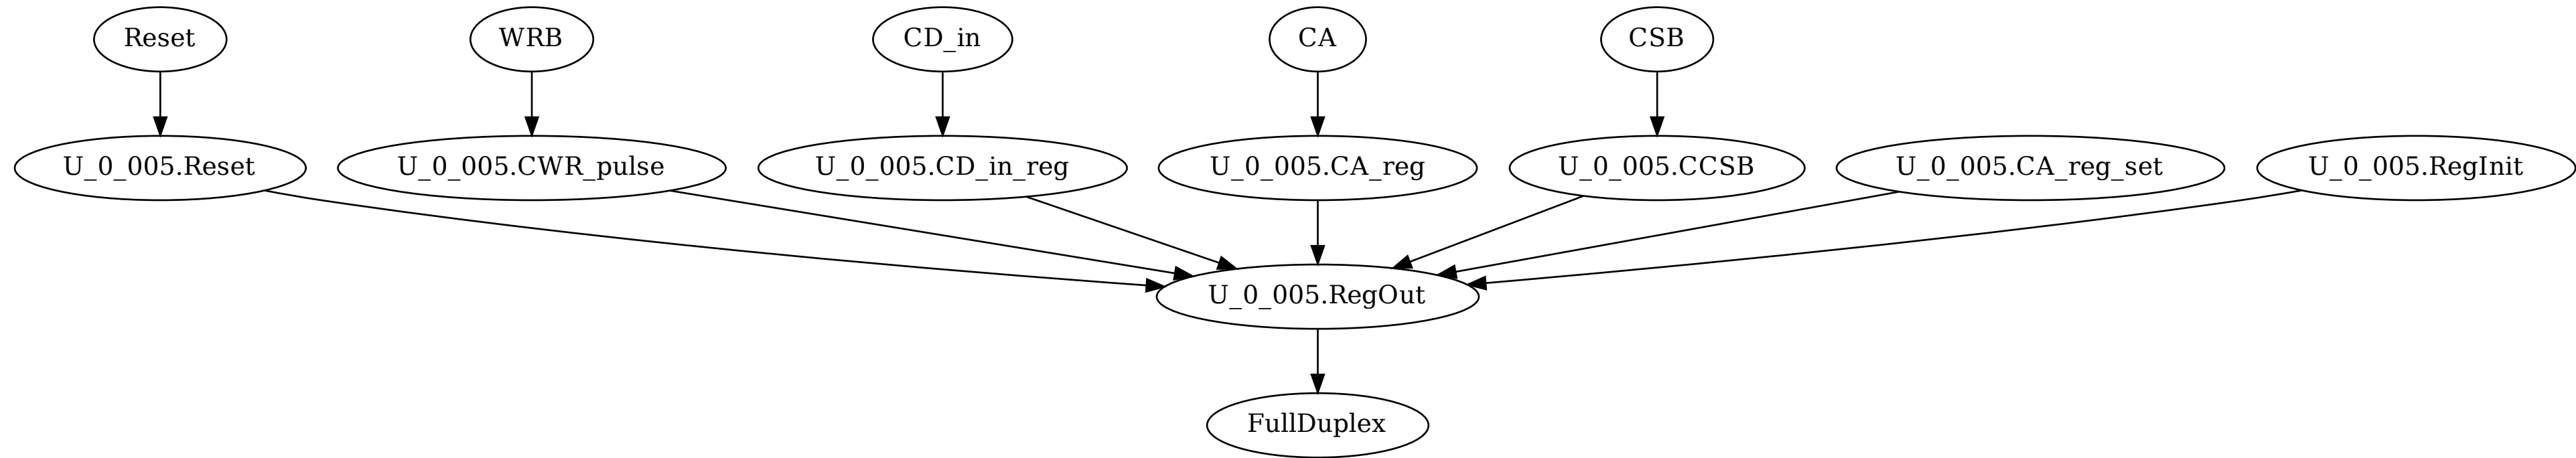 Reset
WRB
CD_in
CA
CSB
U_0_005.Reset
U_0_005.CWR_pulse
U_0_005.CD_in_reg
U_0_005.CA_reg
U_0_005.CCSB
U_0_005.CA_reg_set
U_0_005.RegInit
U_0_005.RegOut
FullDuplex